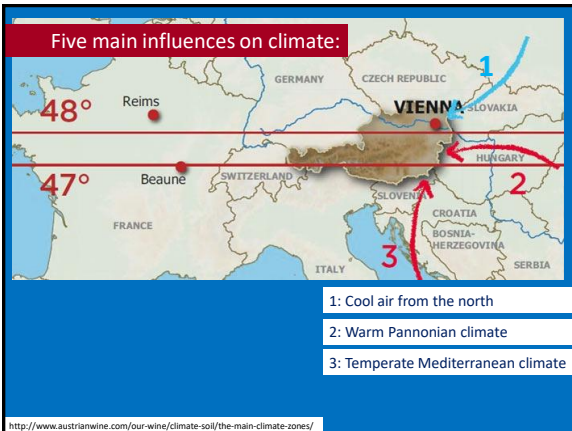 Five main influences on climate:
1
GERMANY
CZECH REPUBLIC
48°
Reims
VIENNA
SLOVAKIA
47°
Beaune
SWITZERLAND
HUNGARY
2
SLOVENIA
CROATIA
FRANCE
BOSNIA-
HERZEGOVINA
3
ITALY
SERBIA
1: Cool air from the north
2: Warm Pannonian climate
3: Temperate Mediterranean climate
http://www.austrianwine.com/our-wine/climate-soil/the-main-climate-zones/